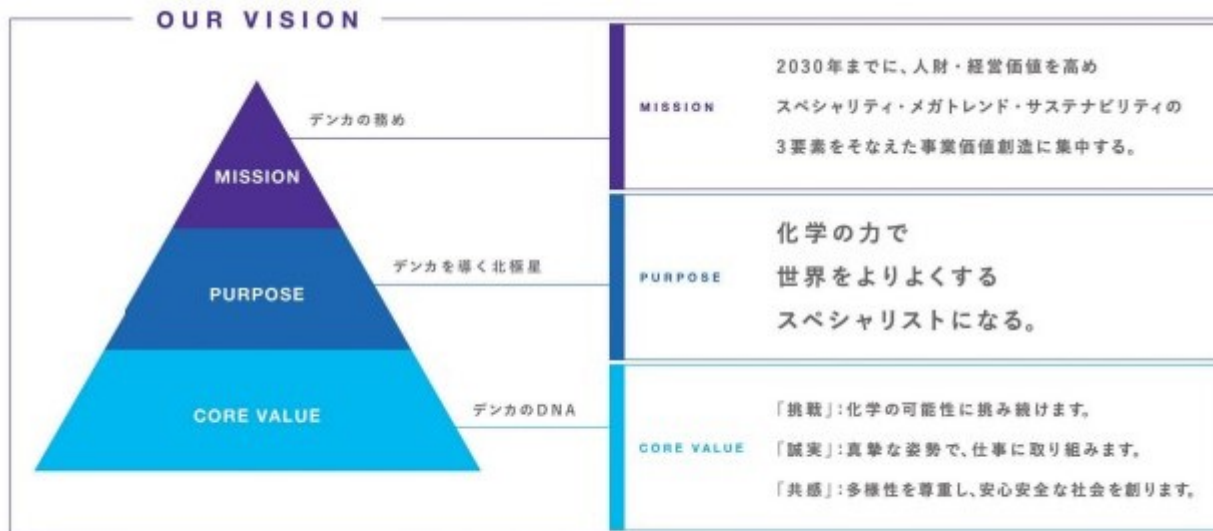 OUR VISION
デンカの務め
MISSION
デンカを導く北極星
PURPOSE
デンカのDNA
CORE VALUE
MISSION
2030年までに、人財・経営価値を高め
スペシャリティ・メガトレンド・サステナビリティの
3要素をそなえた事業価値創造に集中する。
PURPOSE
化学の力で
世界をよりよくする
スペシャリストになる。
CORE VALUE
「挑戦」:化学の可能性に挑み続けます。
「誠実」:真摯な姿勢で、仕事に取り組みます。
「共感」:多様性を尊重し、安心安全な社会を創ります。